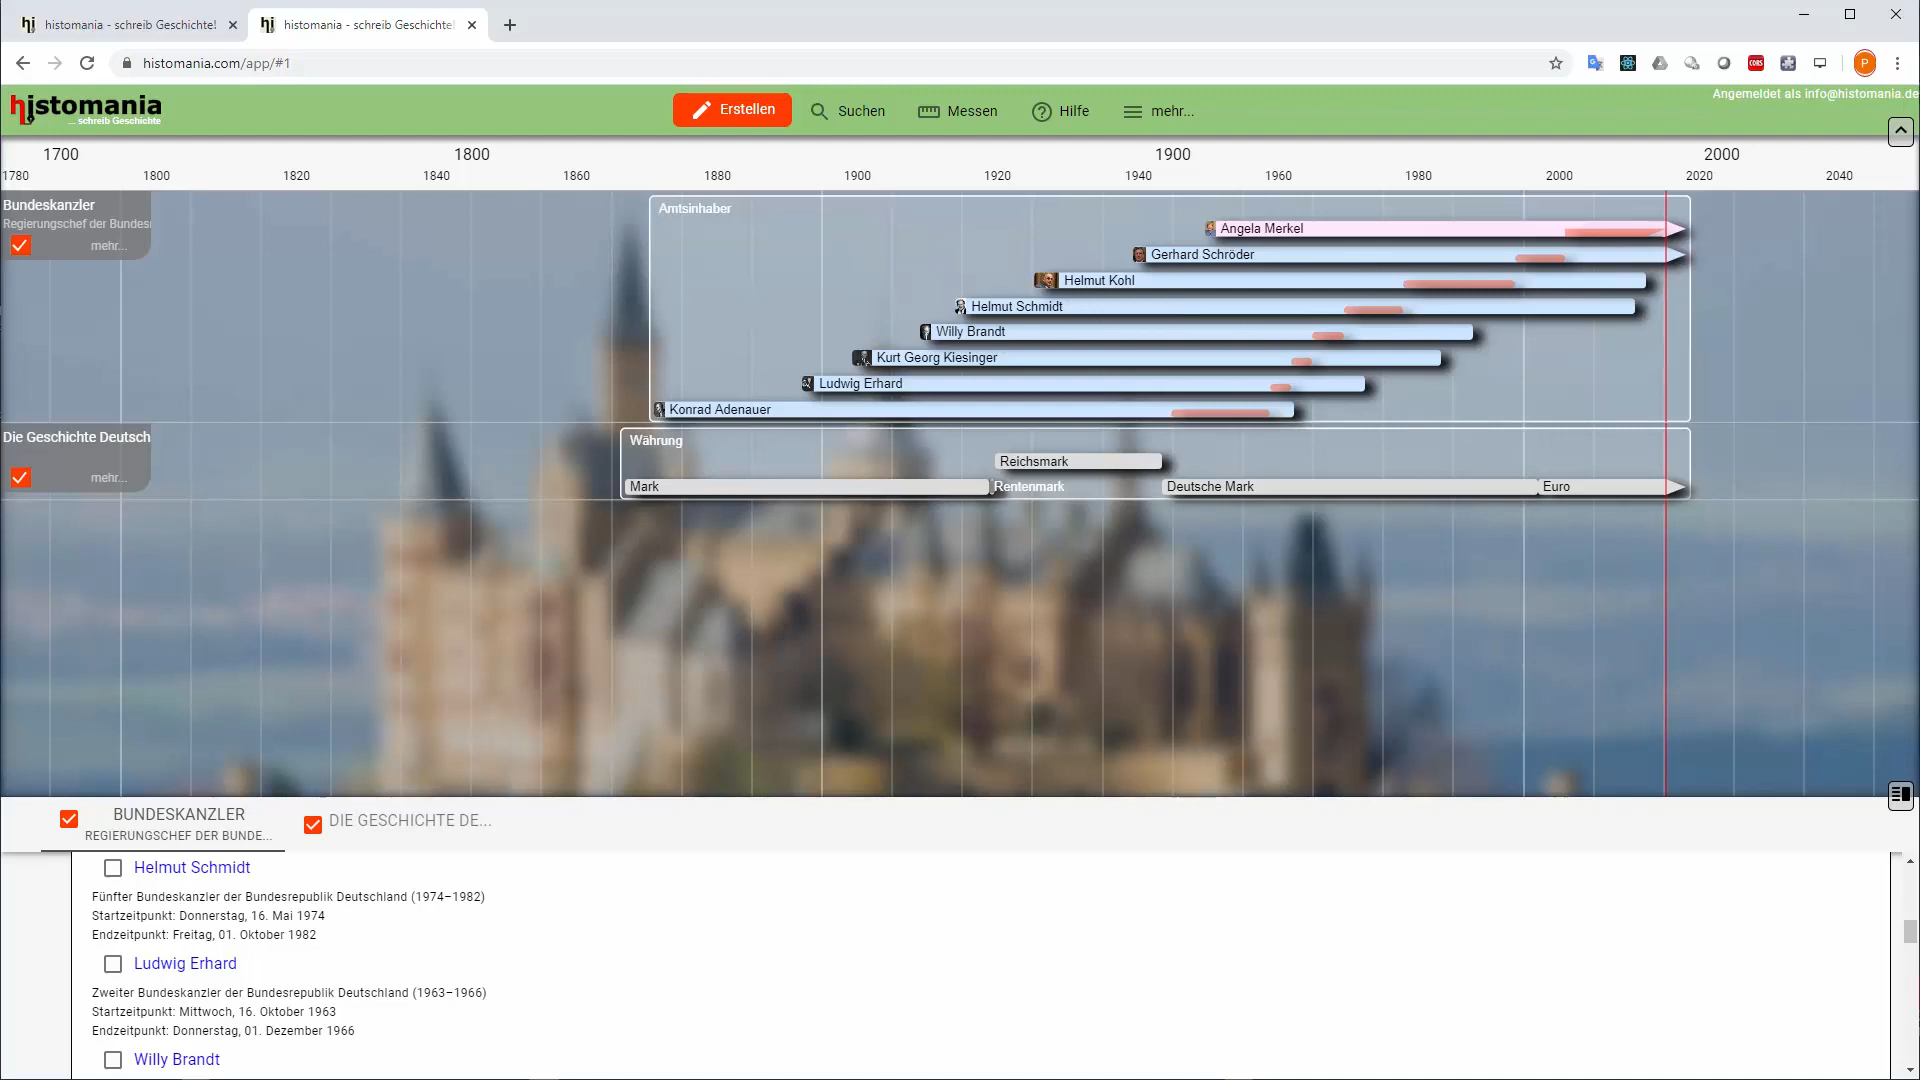 histomania - schreib Geschichte!
histomania - schreib Geschichte!
histomania.com/app/#1
CORS
P
histomania
... schreib Geschichte
Erstellen
Suchen
Messen
Hilfe
mehr...
Angemeldet als info@histomania.de
1700 1800 1900 2000
1780 1800 1820 1840 1860 1880 1900 1920 1940 1960 1980 2000 2020 2040
Bundeskanzler
Regierungschef der Bundes
mehr...
Amtsinhaber
Angela Merkel
Gerhard Schröder
Helmut Kohl
Helmut Schmidt
Willy Brandt
Kurt Georg Kiesinger
Ludwig Erhard
Konrad Adenauer
Die Geschichte Deutsch
mehr...
Währung
Reichsmark
Mark Rentenmark Deutsche Mark Euro
BUNDESKANZLER
REGIERUNGSCHEF DER BUNDE...
DIE GESCHICHTE DE...
Helmut Schmidt
Fünfter Bundeskanzler der Bundesrepublik Deutschland (1974–1982)
Startzeitpunkt: Donnerstag, 16. Mai 1974
Endzeitpunkt: Freitag, 01. Oktober 1982
Ludwig Erhard
Zweiter Bundeskanzler der Bundesrepublik Deutschland (1963–1966)
Startzeitpunkt: Mittwoch, 16. Oktober 1963
Endzeitpunkt: Donnerstag, 01. Dezember 1966
Willy Brandt